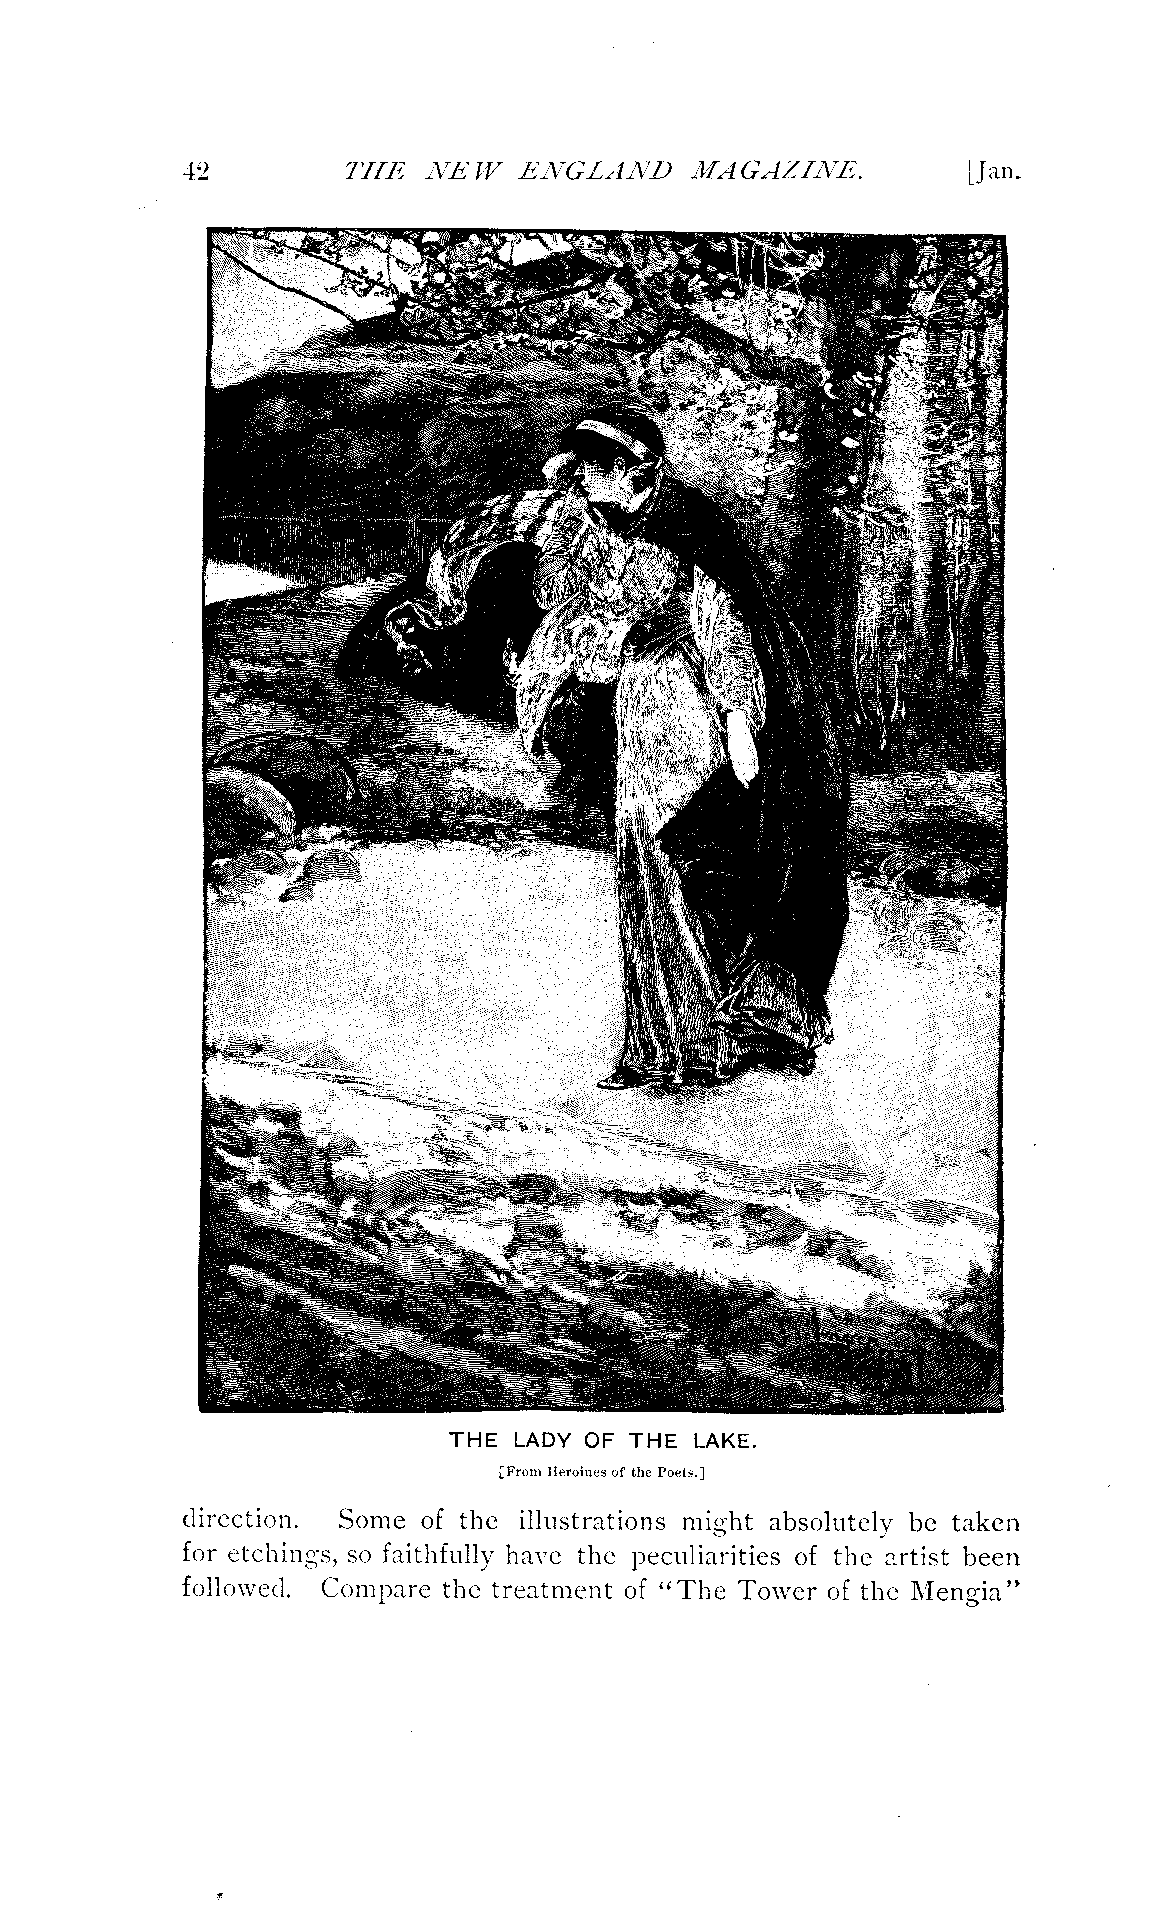 42 THE NEW ENGLAND MAGAZINE. [Jan.
THE LADY OF THE LAKE.
[From Heroines of the Poets.]
direction. Some of the illustrations might absolutely be taken
for etchings, so faithfully have the peculiarities of the artist been
followed. Compare the treatment of “The Tower of the Mengia”